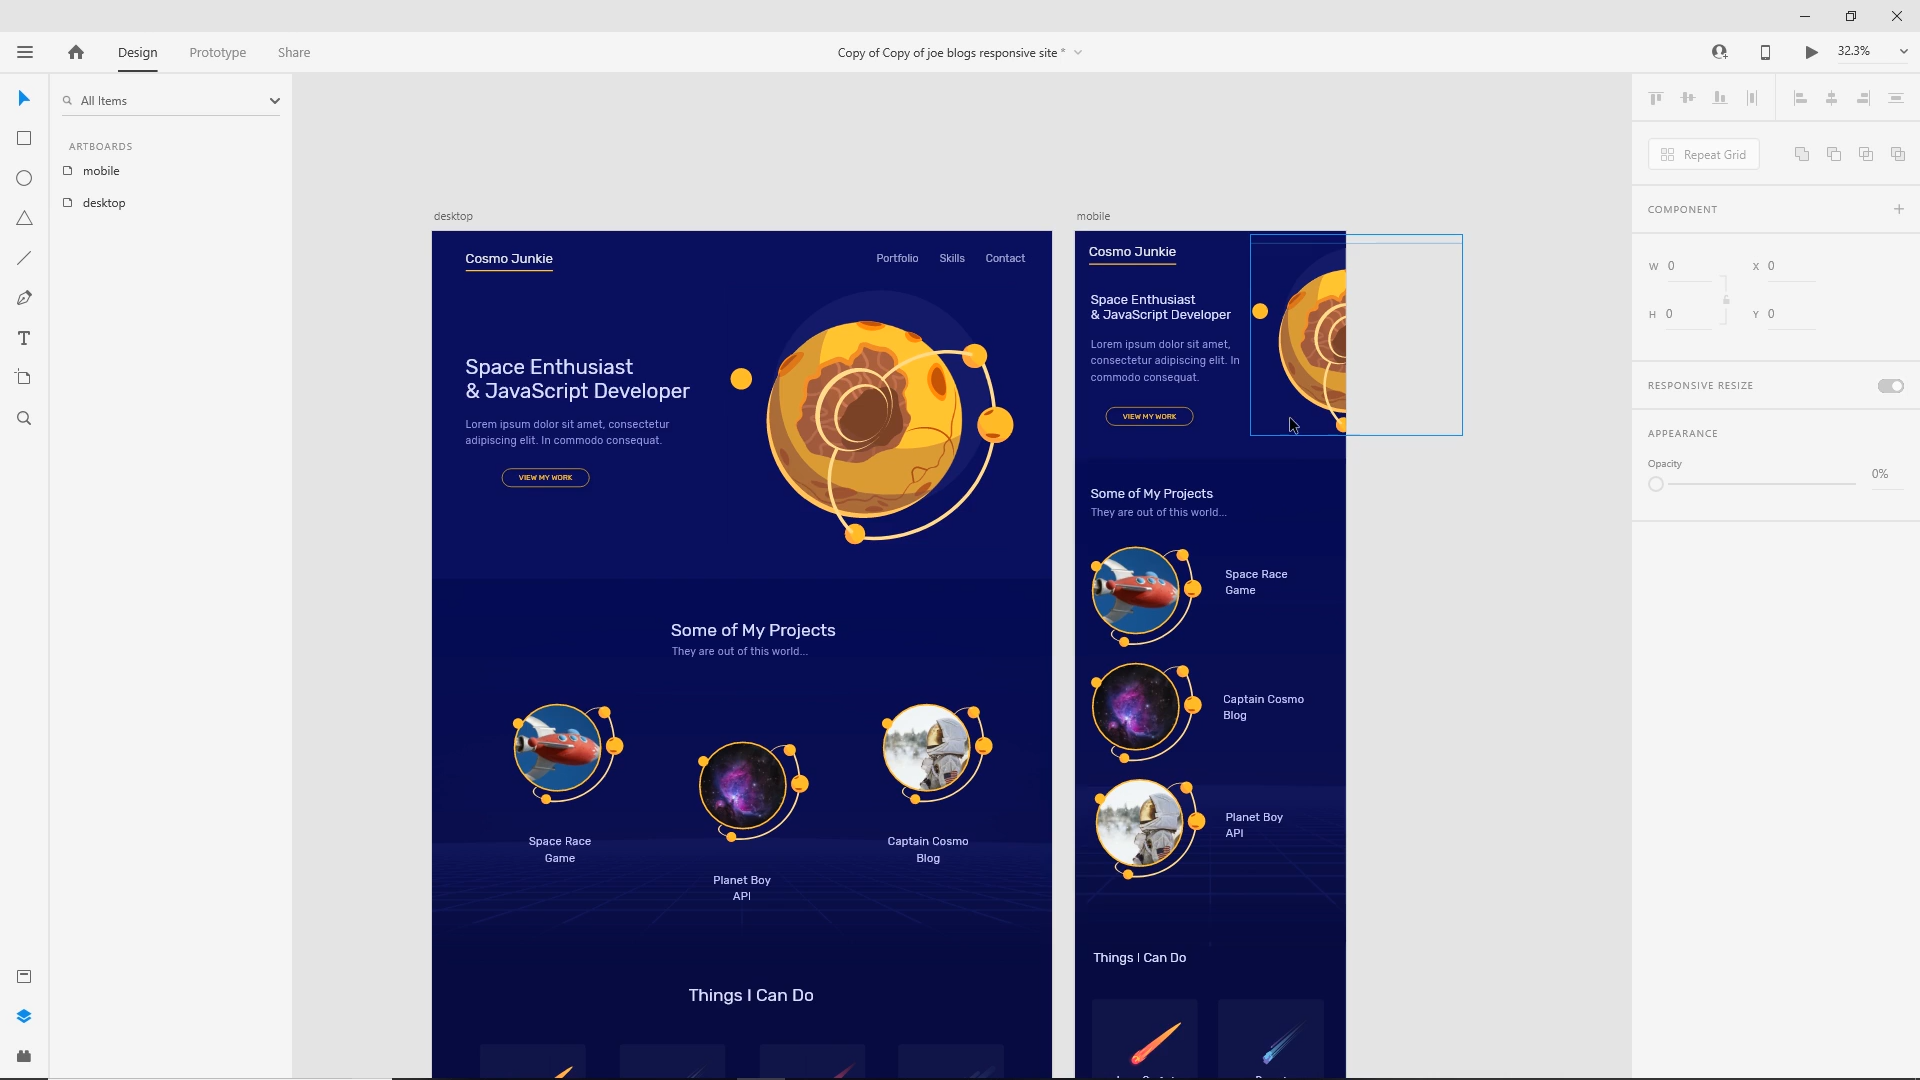 Design
Prototype
Share
Copy of Copy of joe blogs responsive site *
32.3%
All Items
ARTBOARDS
mobile
desktop
desktop
Cosmo Junkie
Portfolio
Skills
Contact
Space Enthusiast
& JavaScript Developer
Lorem ipsum dolor sit amet, consectetur
adipiscing elit. In commodo consequat.
VIEW MY WORK
Some of My Projects
They are out of this world...
Space Race
Game
Planet Boy
API
Captain Cosmo
Blog
Things I Can Do
mobile
Cosmo Junkie
Space Enthusiast
& JavaScript Developer
Lorem ipsum dolor sit amet,
consectetur adipiscing elit. In
commodo consequat.
VIEW MY WORK
Some of My Projects
They are out of this world...
Space Race
Game
Captain Cosmo
Blog
Planet Boy
API
Things I Can Do
Repeat Grid
COMPONENT
W 0
X 0
H 0
Y 0
RESPONSIVE RESIZE
APPEARANCE
Opacity
0%